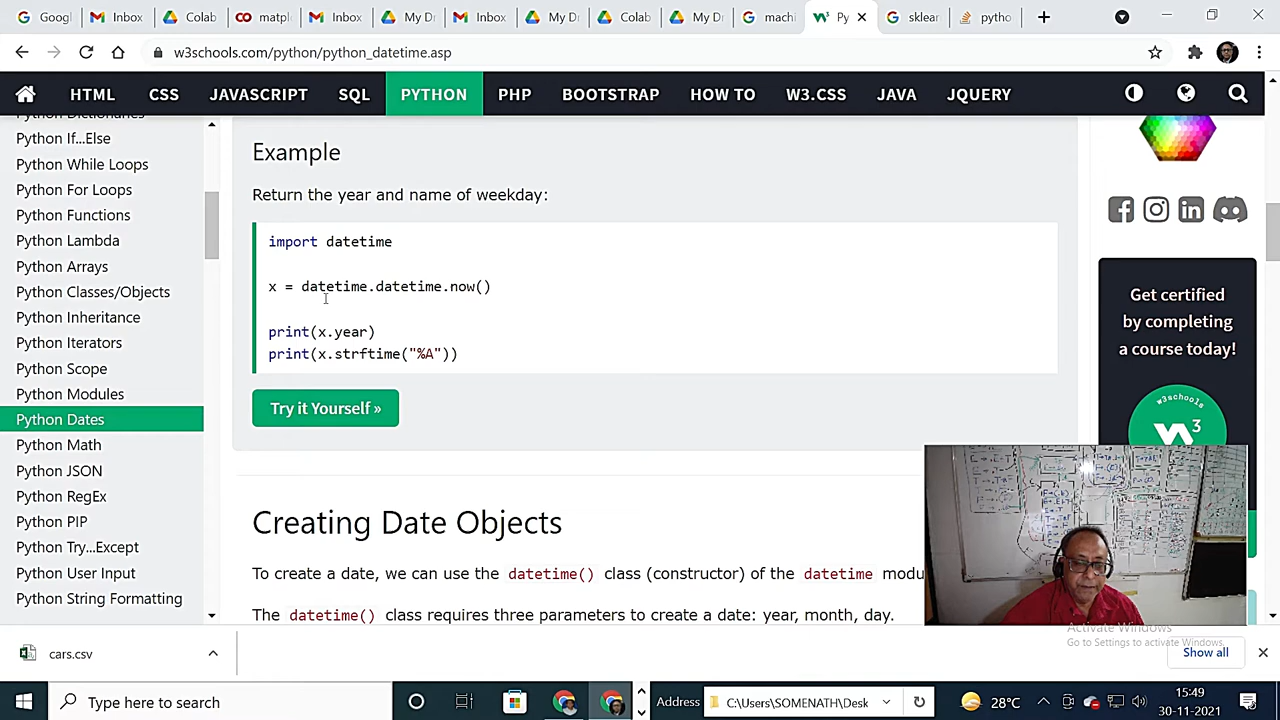 Googl
Inbox
Colab
matpl
Inbox
My Dr
Inbox
My Dr
Colab
My Dr
machi
Py
sklear
pytho
w3schools.com/python/python_datetime.asp
HTML CSS JAVASCRIPT SQL PYTHON PHP BOOTSTRAP HOW TO W3.CSS JAVA JQUERY
Python Dictionaries
Python If...Else
Python While Loops
Python For Loops
Python Functions
Python Lambda
Python Arrays
Python Classes/Objects
Python Inheritance
Python Iterators
Python Scope
Python Modules
Python Dates
Python Math
Python JSON
Python RegEx
Python PIP
Python Try...Except
Python User Input
Python String Formatting
Example
Return the year and name of weekday:
import datetime
x = datetime.datetime.now()
print(x.year)
print(x.strftime("%A"))
Try it Yourself »
Creating Date Objects
To create a date, we can use the datetime() class (constructor) of the datetime modu
The datetime() class requires three parameters to create a date: year, month, day.
Get certified
by completing
a course today!
w3schools
w3
Activate Windows
Go to Settings to activate Windows.
cars.csv
Show all
Type here to search
Address
C:\Users\SOMENATH\Desk
28°C
15:49
30-11-2021